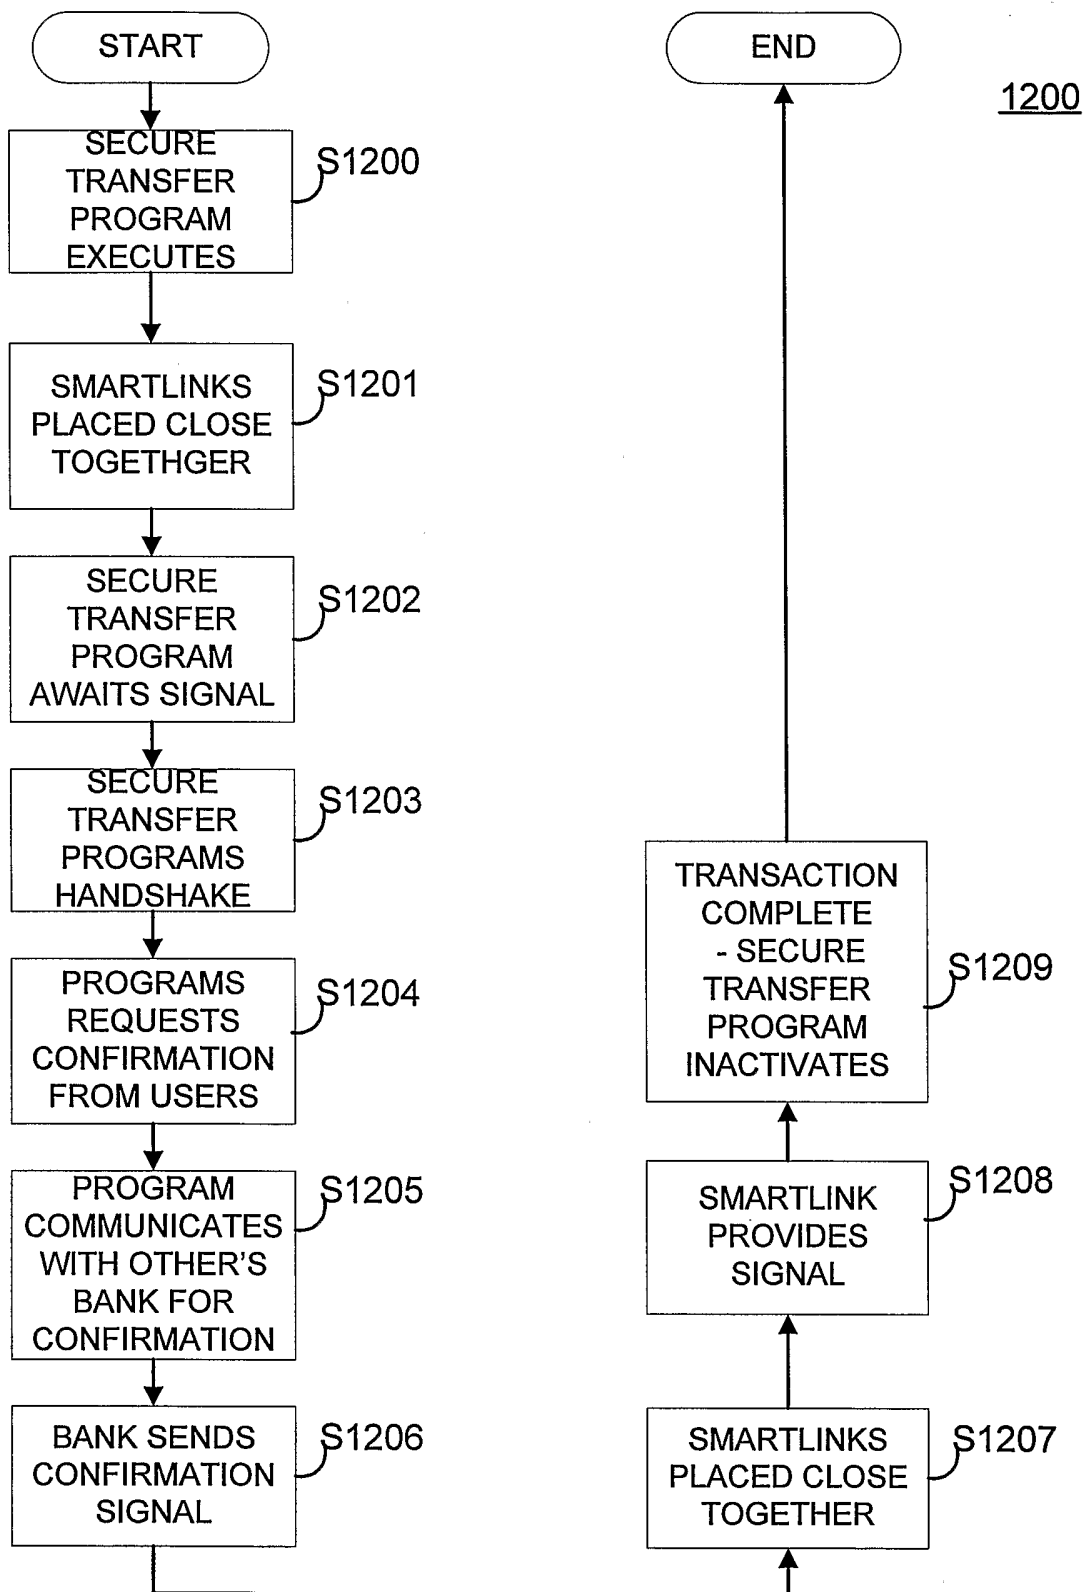 START
SECURE
TRANSFER
PROGRAM
EXECUTES
S1200
SMARTLINKS
PLACED CLOSE
TOGETHGER
S1201
SECURE
TRANSFER
PROGRAM
AWAITS SIGNAL
S1202
SECURE
TRANSFER
PROGRAMS
HANDSHAKE
S1203
PROGRAMS
REQUESTS
CONFIRMATION
FROM USERS
S1204
PROGRAM
COMMUNICATES
WITH OTHER'S
BANK FOR
CONFIRMATION
S1205
BANK SENDS
CONFIRMATION
SIGNAL
S1206
SMARTLINKS
PLACED CLOSE
TOGETHER
S1207
SMARTLINK
PROVIDES
SIGNAL
S1208
TRANSACTION
COMPLETE
- SECURE
TRANSFER
PROGRAM
INACTIVATES
S1209
END
1200